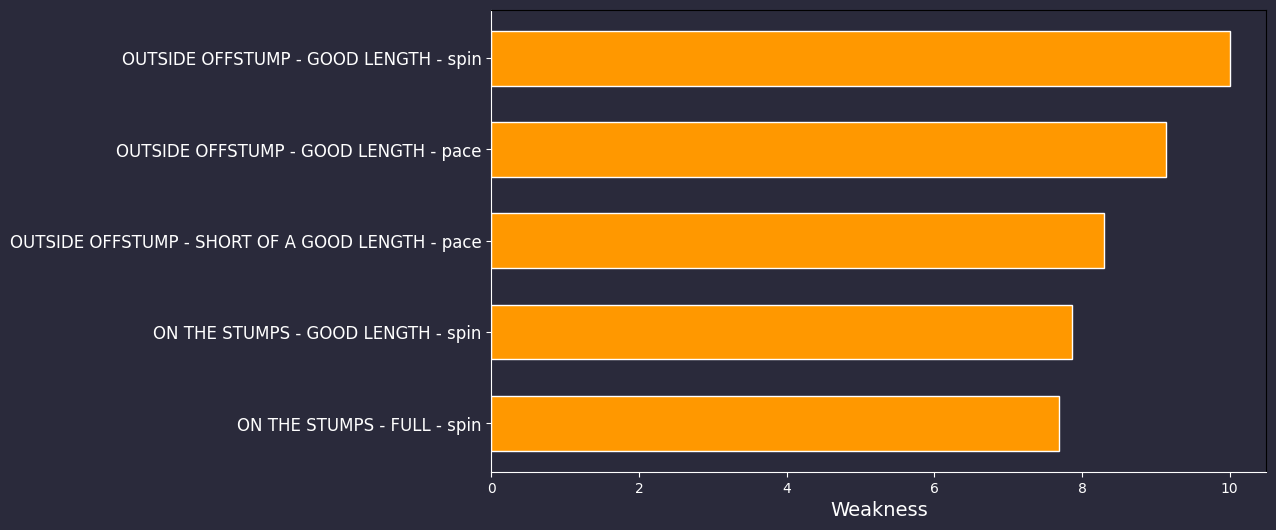 OUTSIDE OFFSTUMP - GOOD LENGTH - spin
OUTSIDE OFFSTUMP - GOOD LENGTH - pace
OUTSIDE OFFSTUMP - SHORT OF A GOOD LENGTH - pace
ON THE STUMPS - GOOD LENGTH - spin
ON THE STUMPS - FULL - spin
0 2 4 6 8 10
Weakness